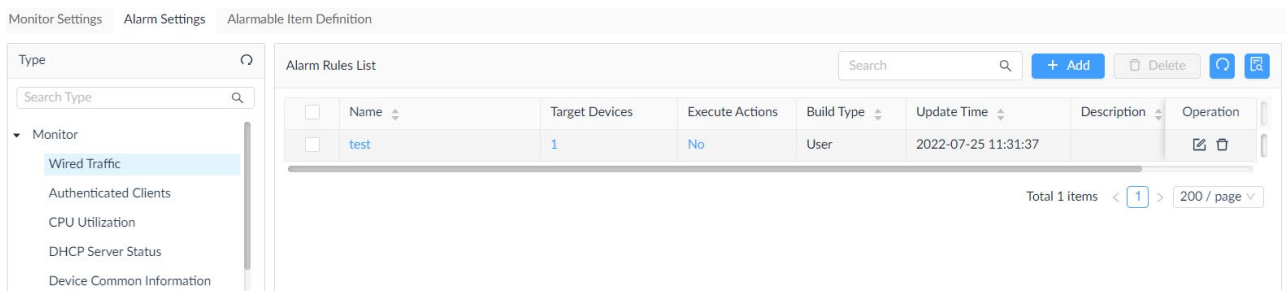 Monitor Settings Alarm Settings Alarmable Item Definition
Type
Search Type
Monitor
Wired Traffic
Authenticated Clients
CPU Utilization
DHCP Server Status
Device Common Information
Alarm Rules List
Search
+ Add
Delete
Name Target Devices Execute Actions Build Type Update Time Description Operation
test 1 No User 2022-07-25 11:31:37
Total 1 items < 1 > 200 / page